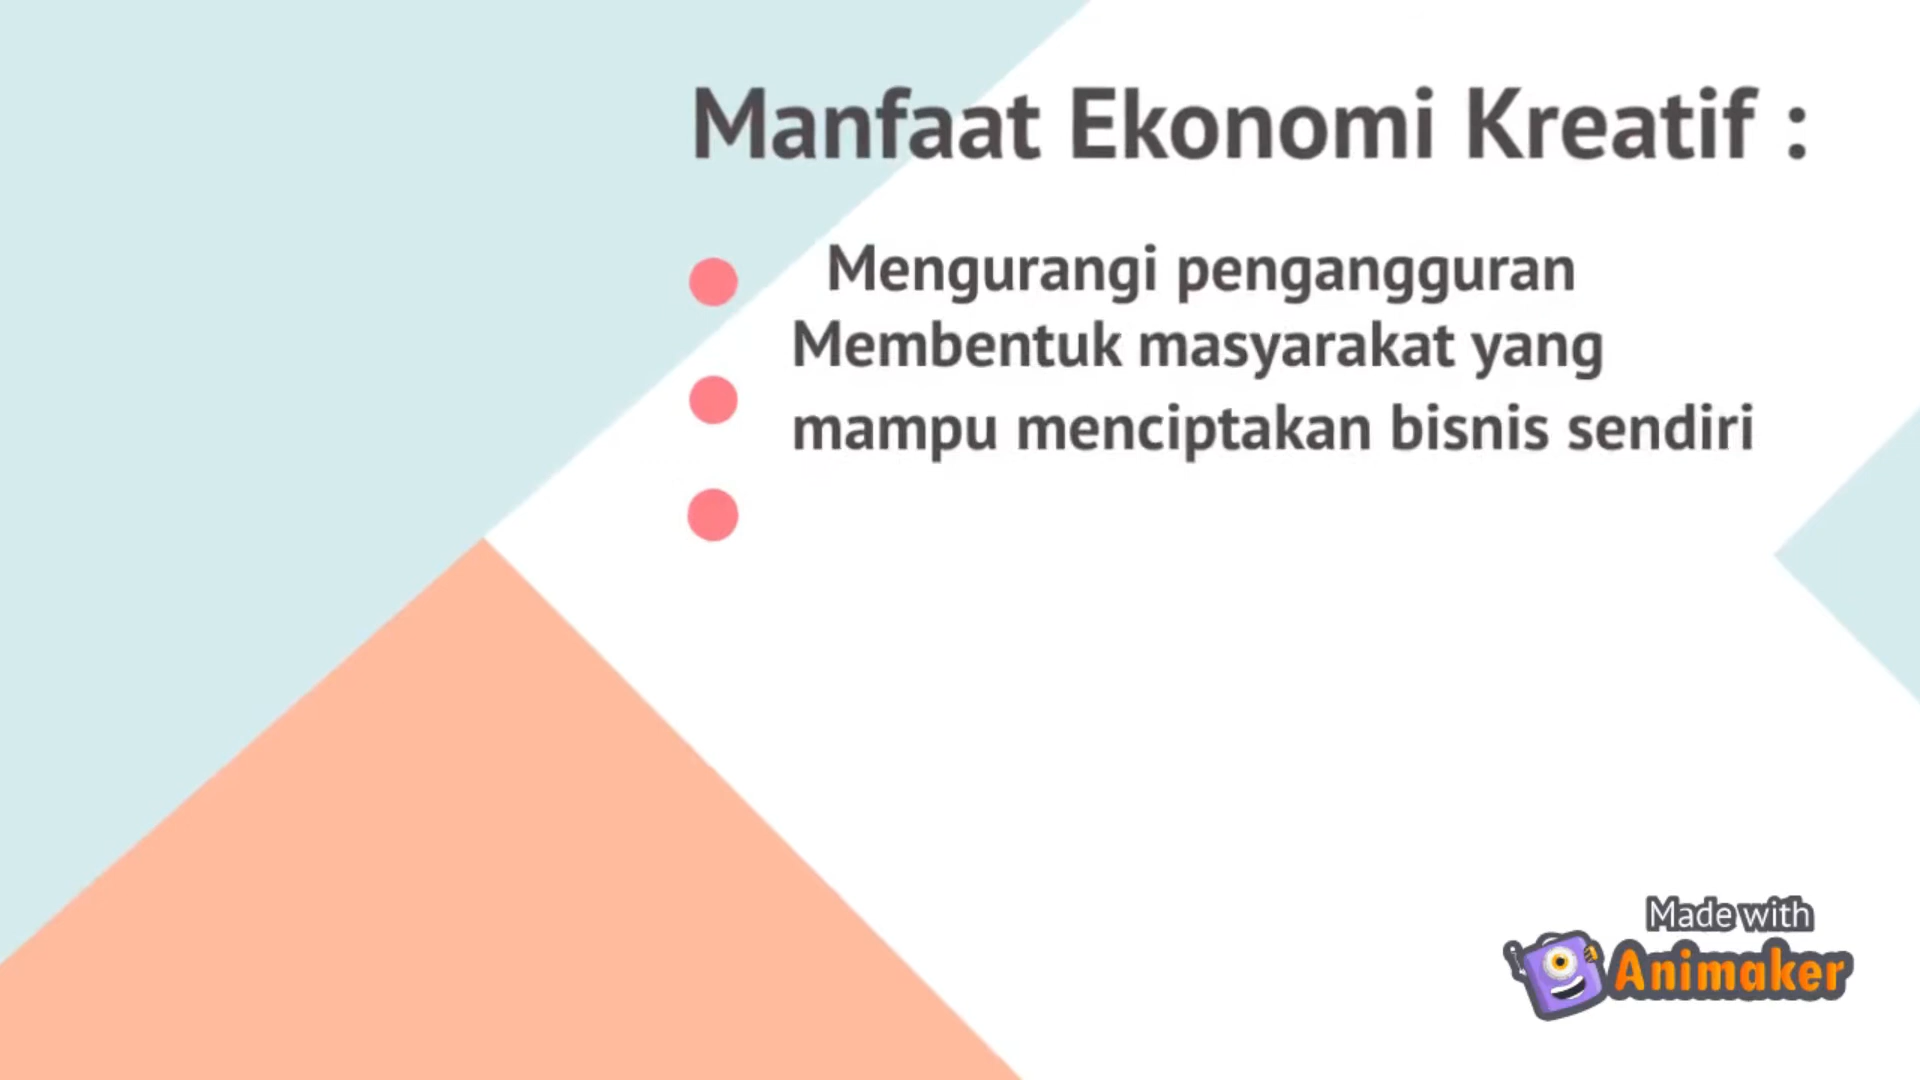 Manfaat Ekonomi Kreatif :
Mengurangi pengangguran
Membentuk masyarakat yang
mampu menciptakan bisnis sendiri
Made with
Animaker